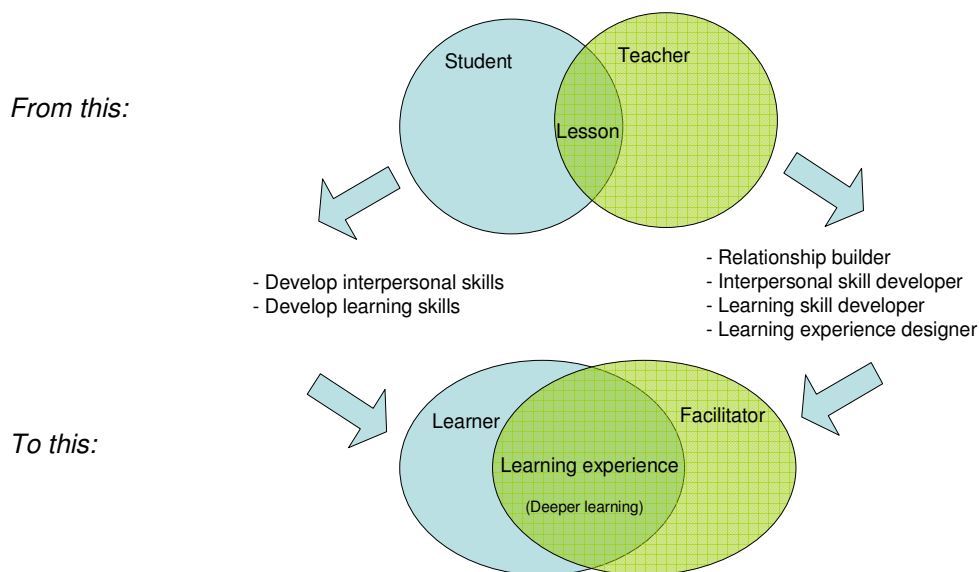 Student
Teacher
From this:
Lesson
- Develop interpersonal skills
- Develop learning skills
- Relationship builder
- Interpersonal skill developer
- Learning skill developer
- Learning experience designer
Learner
Facilitator
To this:
Learning experience
(Deeper learning)